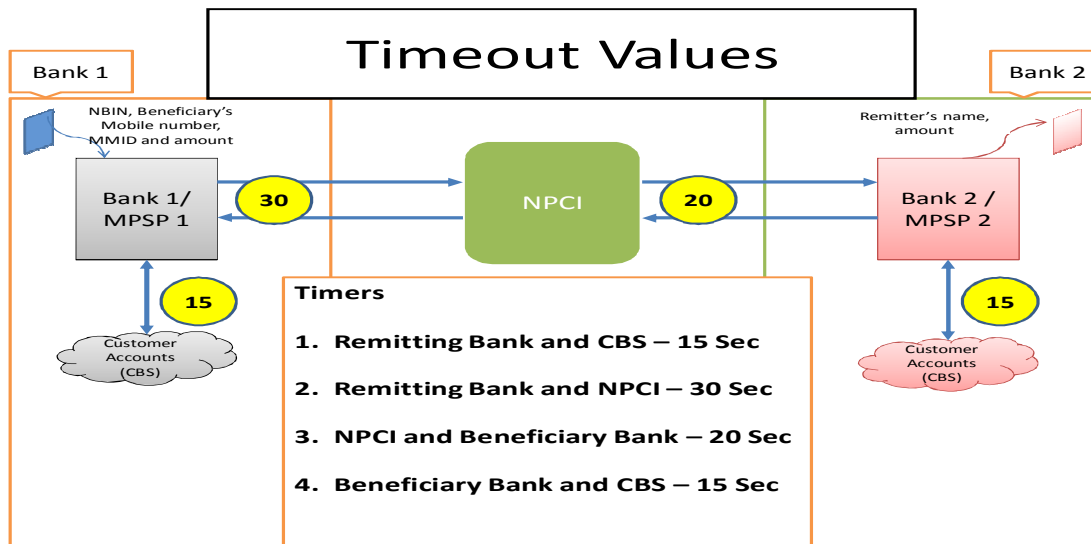 Timeout Values
Bank 1
Bank 2
NBIN, Beneficiary's
Mobile number,
MMID and amount
Remitter's name,
amount
Bank 1/
MPSP 1
30
NPCI
20
Bank 2 /
MPSP 2
15
15
Customer
Accounts
(CBS)
Customer
Accounts
(CBS)
Timers
1. Remitting Bank and CBS – 15 Sec
2. Remitting Bank and NPCI – 30 Sec
3. NPCI and Beneficiary Bank – 20 Sec
4. Beneficiary Bank and CBS – 15 Sec